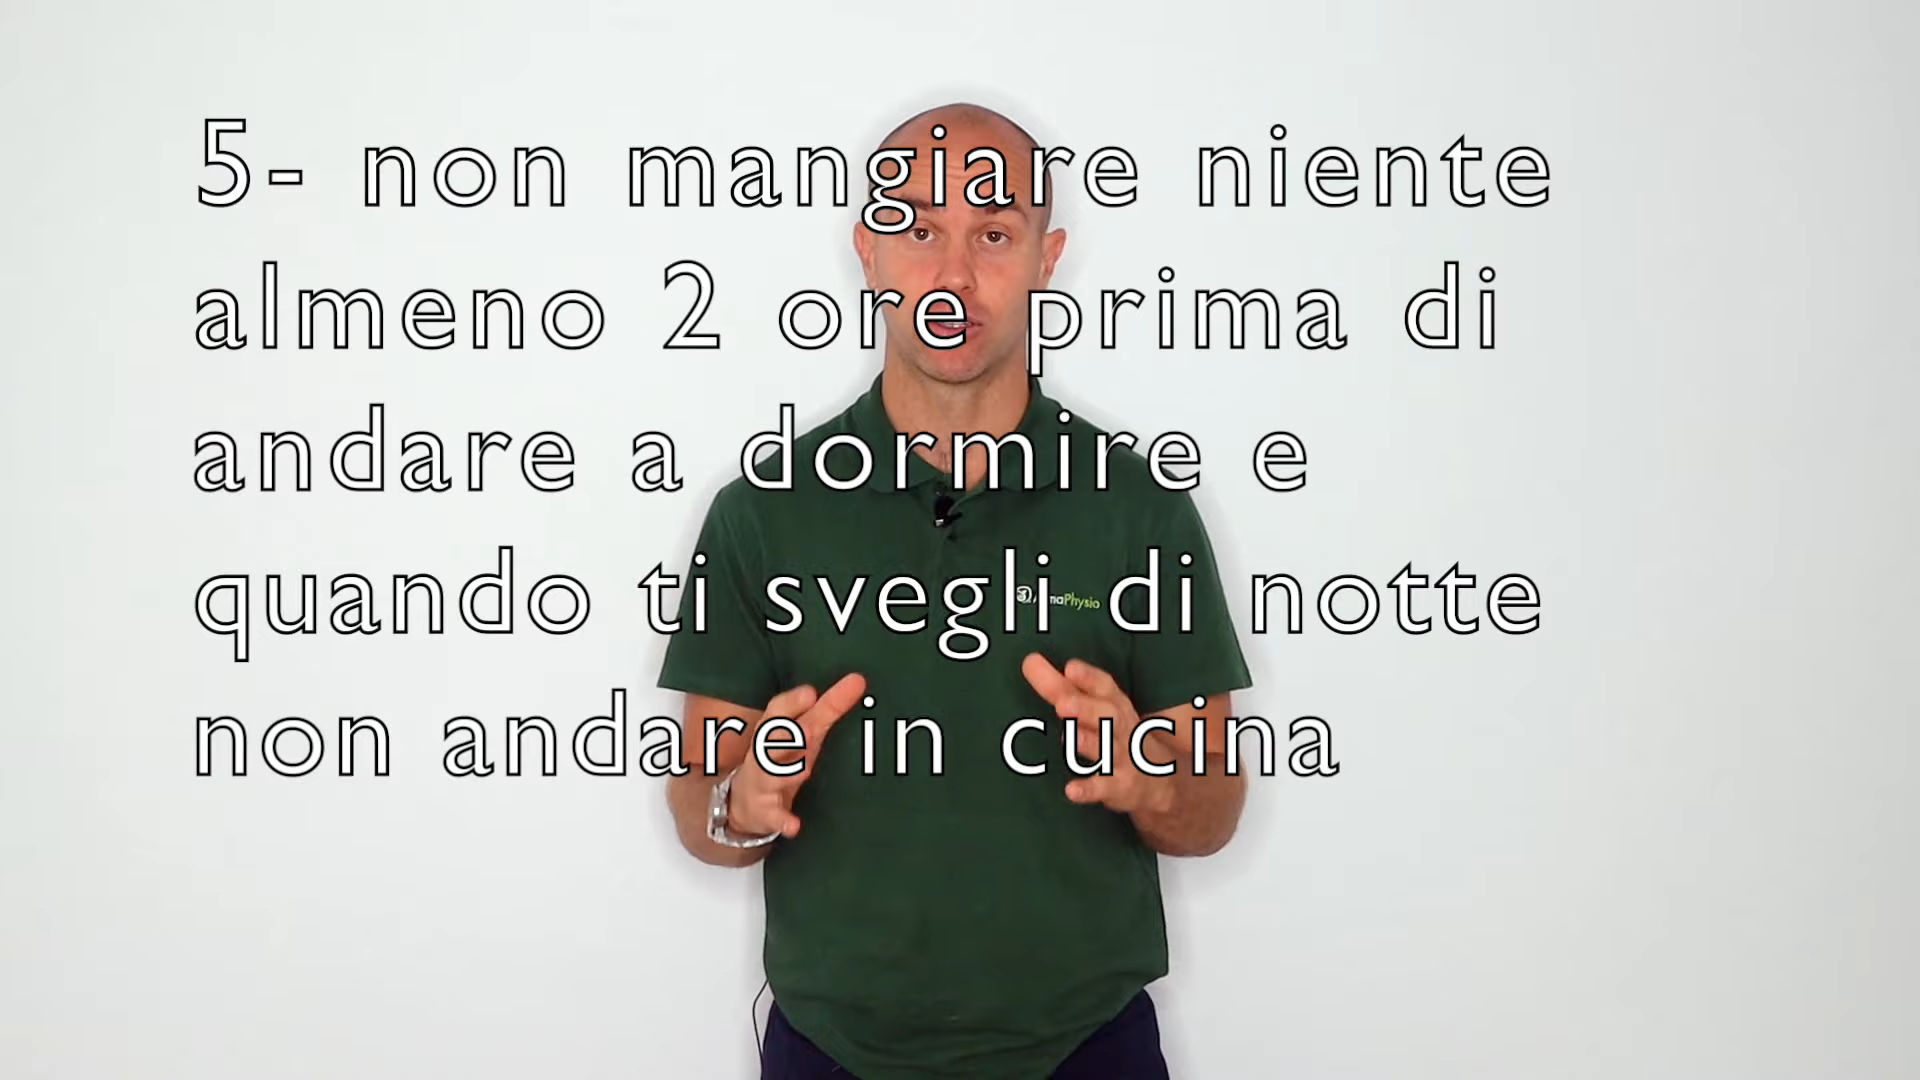 5- non mangiare niente
almeno 2 ore prima di
andare a dormire e
quando ti svegli di notte
non andare in cucina
Physio